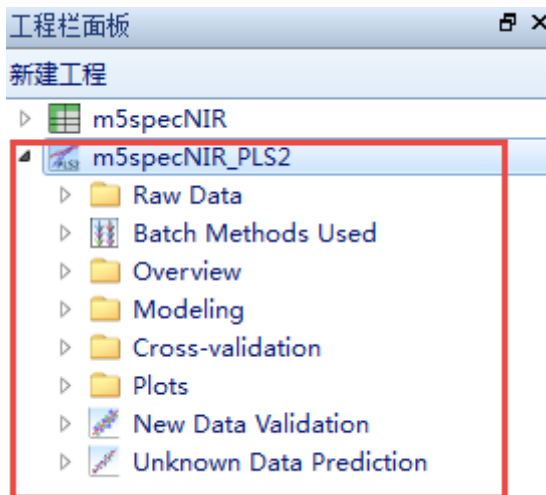 工程栏面板
新建工程
m5specNIR
m5specNIR_PLS2
Raw Data
Batch Methods Used
Overview
Modeling
Cross-validation
Plots
New Data Validation
Unknown Data Prediction